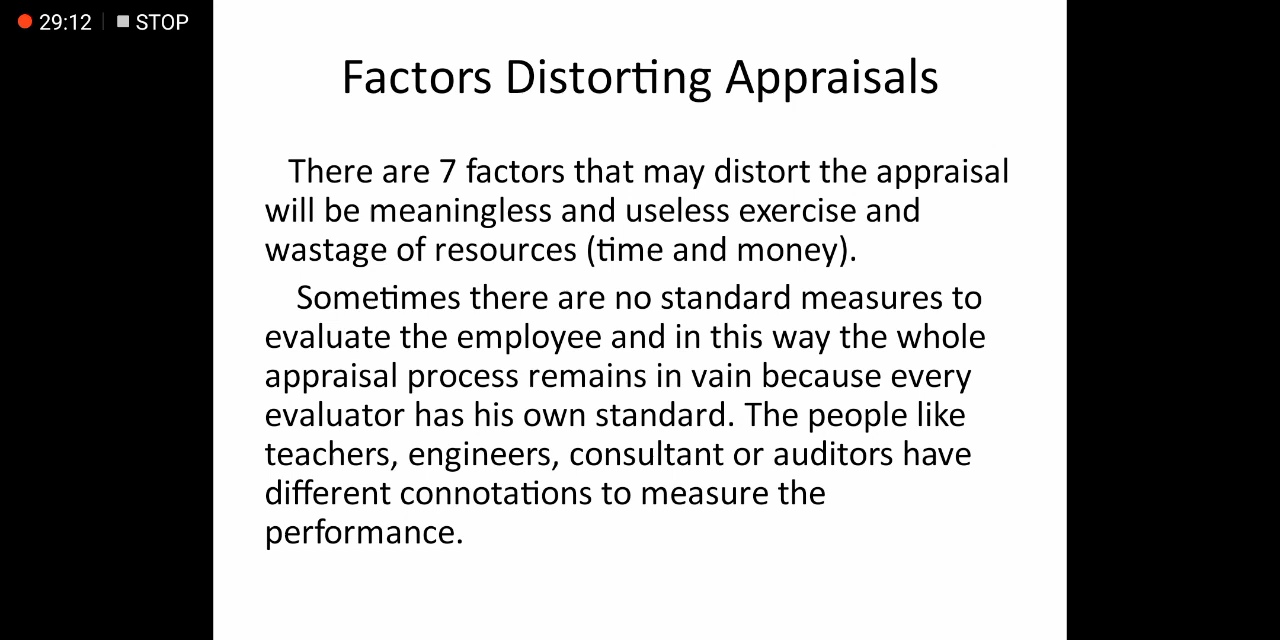 29:12 STOP
Factors Distorting Appraisals
There are 7 factors that may distort the appraisal
will be meaningless and useless exercise and
wastage of resources (time and money).
Sometimes there are no standard measures to
evaluate the employee and in this way the whole
appraisal process remains in vain because every
evaluator has his own standard. The people like
teachers, engineers, consultant or auditors have
different connotations to measure the
performance.